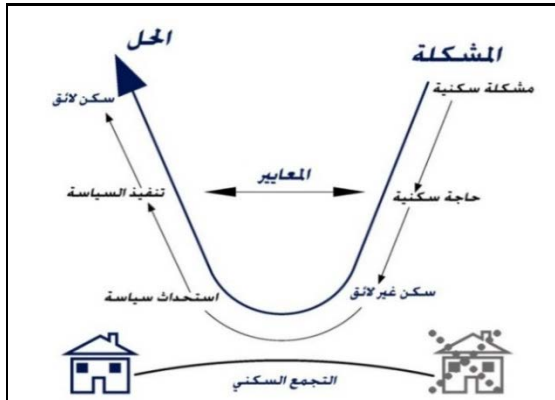 المشكلة
الحل
مشكلة سكنية
سكن لائق
المعايير
حاجة سكنية
تنفيذ السياسة
سكن غير لائق
استحداث سياسة
التجمع السكني